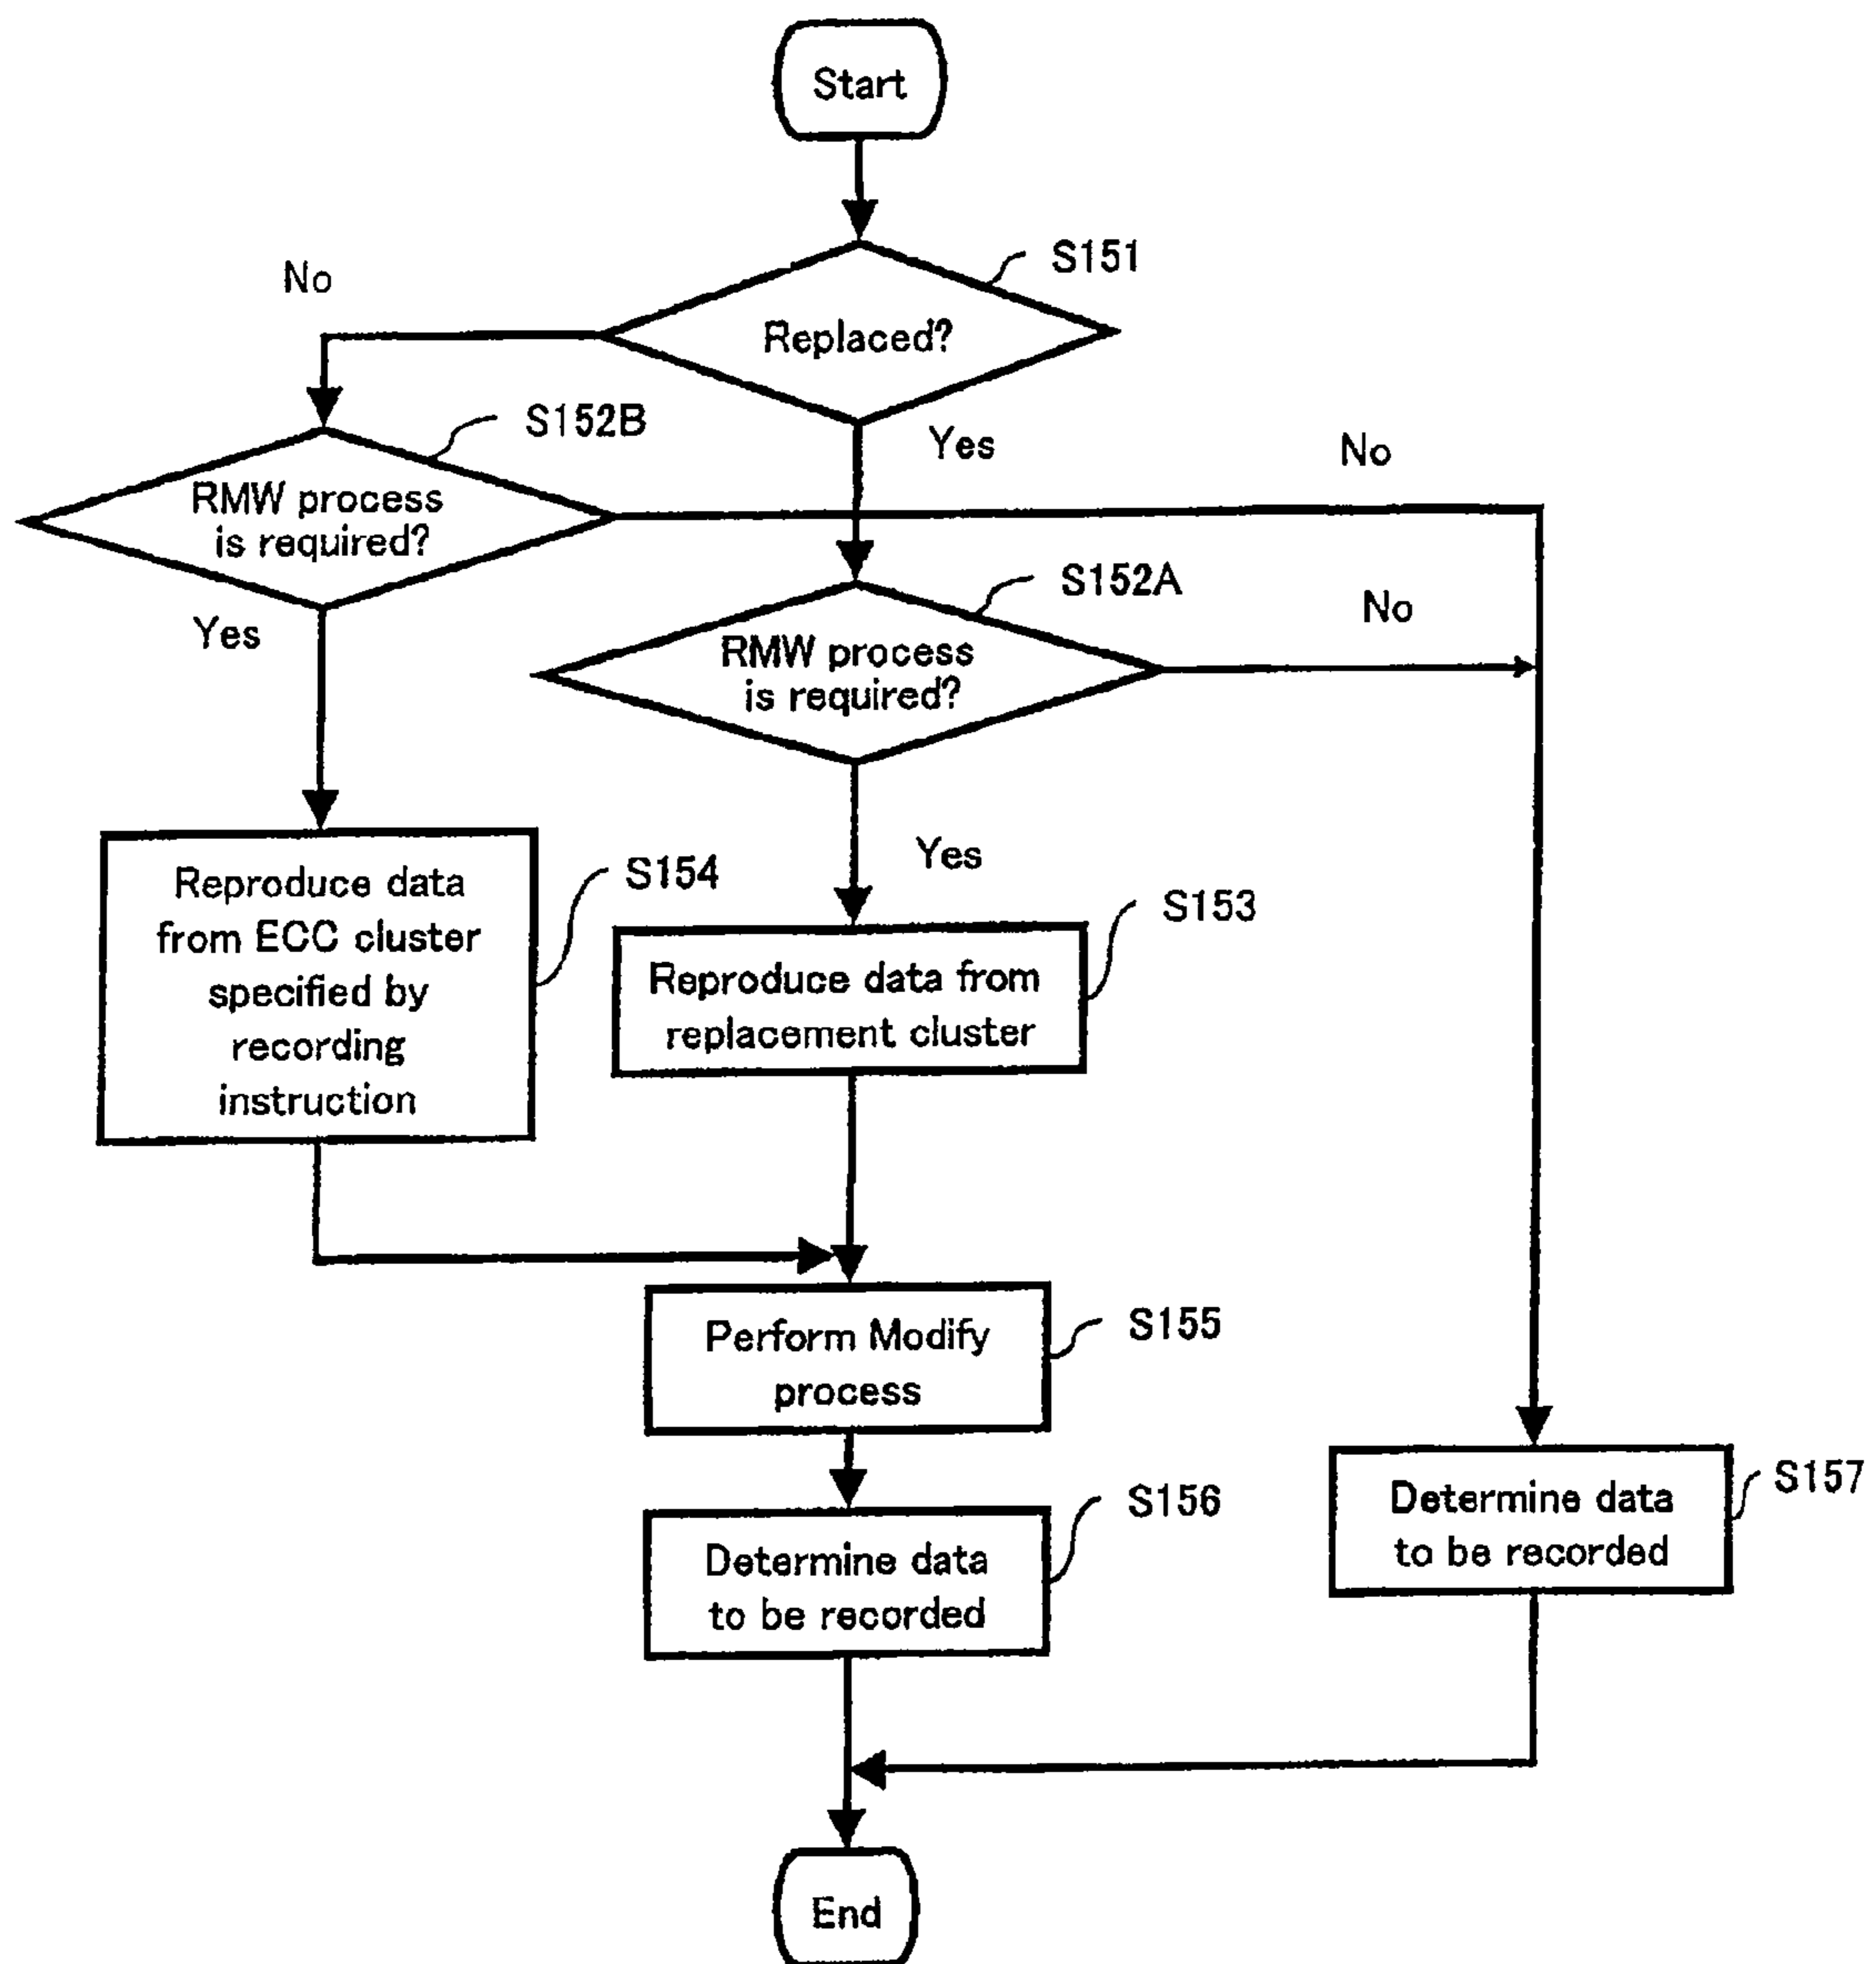 Start
S151
No
Replaced?
S152B
Yes
No
RMW process
is required?
S152A
No
Yes
RMW process
is required?
Reproduce data
from ECC cluster
specified by
recording
instruction
S154
Yes
S153
Reproduce data from
replacement cluster
Perform Modify
process
S155
Determine data
to be recorded
S156
Determine data
to be recorded
S157
End